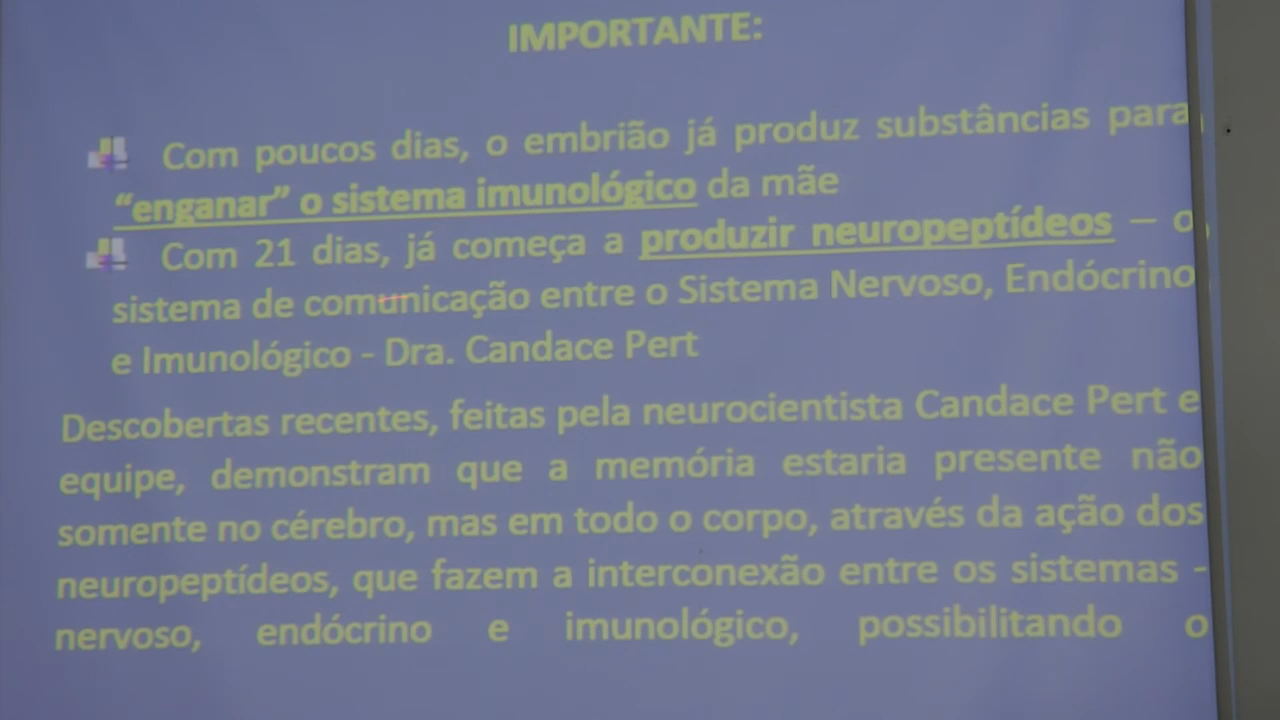 IMPORTANTE:
Com poucos dias, o embrião já produz substâncias para
“enganar” o sistema imunológico da mãe
Com 21 dias, já começa a produzir neuropeptídeos – o
sistema de comunicação entre o Sistema Nervoso, Endócrino
e Imunológico - Dra. Candace Pert
Descobertas recentes, feitas pela neurocientista Candace Pert e
equipe, demonstram que a memória estaria presente não
somente no cérebro, mas em todo o corpo, através da ação dos
neuropeptídeos, que fazem a interconexão entre os sistemas -
nervoso, endócrino e imunológico, possibilitando o